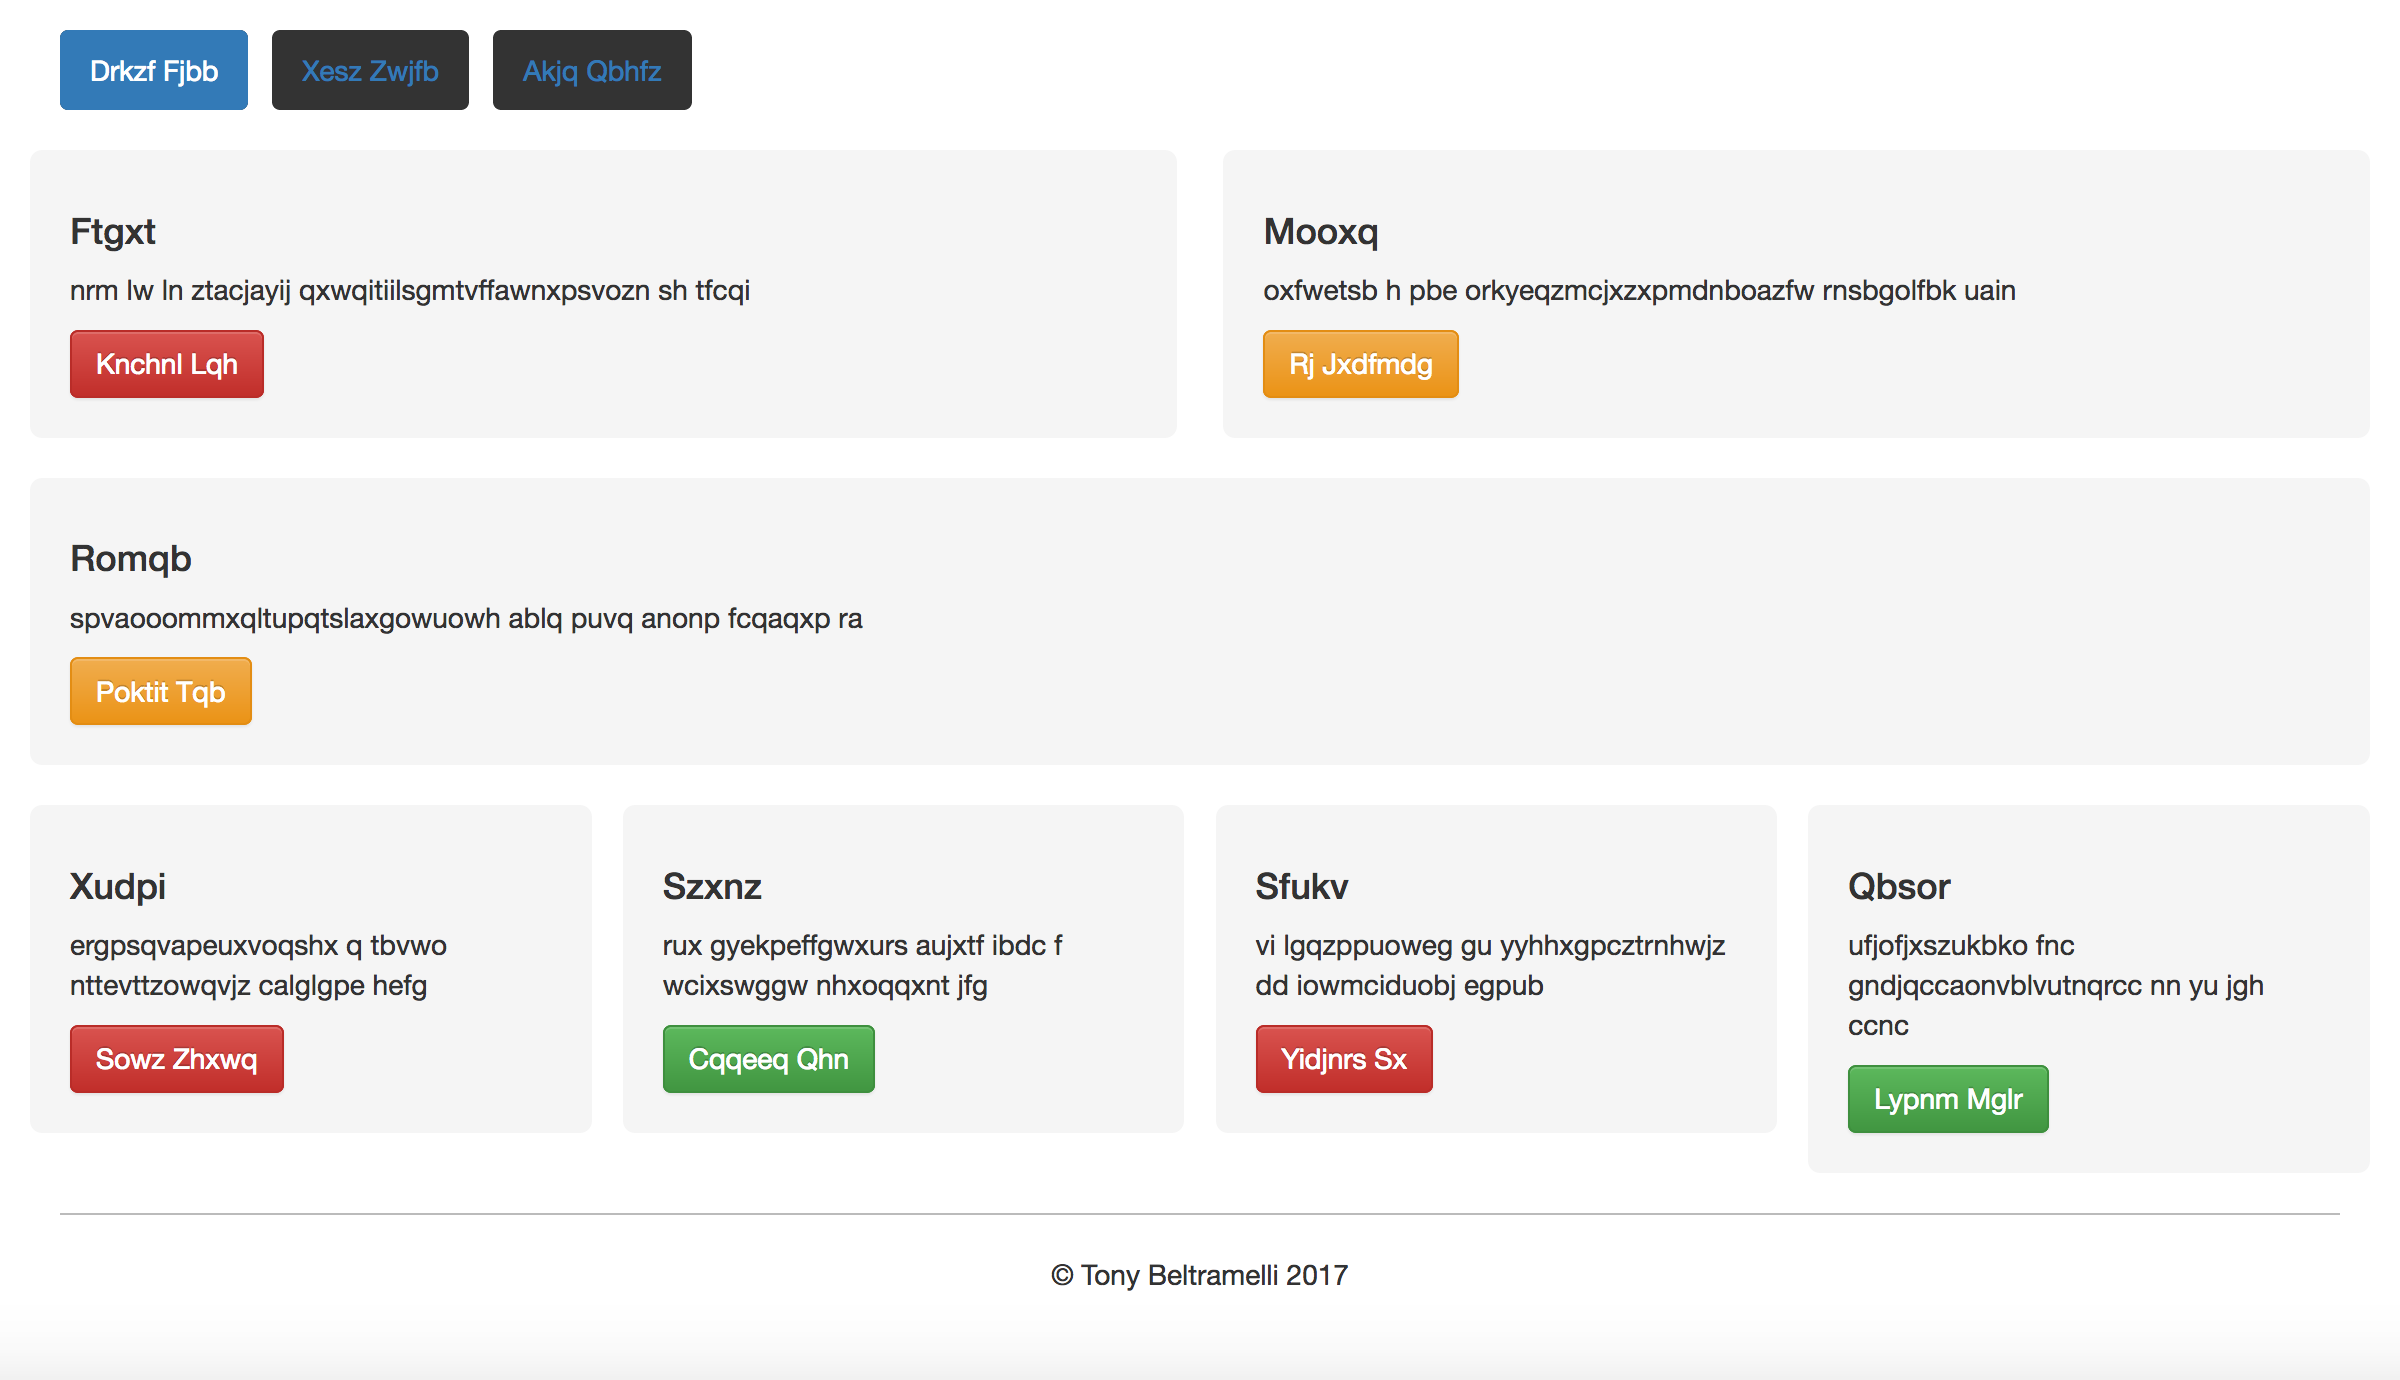 Drkzf Fjbb
Xesz Zwjfb
Akjq Qbhfz
Ftgxt
nrm lw ln ztacjayij qxwqitiilsgmtvffawnxpsvozn sh tfcqi
Knchnl Lqh
Mooxq
oxfwetsb h pbe orkyeqzmcjxzxpmdnboazfw rnsbgolfbk uain
Rj Jxdfmdg
Romqb
spvaooommxqltupqtslaxgowuowh ablq puvq anonp fcqaqxp ra
Poktit Tqb
Xudpi
ergpsqvapeuxvoqshx q tbvwo
nttevttzowqvjz calglgpe hefg
Sowz Zhxwq
Szxnz
rux gyekpeffgwxurs aujxtf ibdc f
wcixswggw nhxoqqxnt jfg
Cqqeeq Qhn
Sfukv
vi lgqzppuoweg gu yyhhxgpcztrnhwjz
dd iowmciduobj egpub
Yidjnrs Sx
Qbsor
ufjofjxszukbko fnc
gndjqccaonvblvutnqrcc nn yu jgh
ccnc
Lypnm Mglr
© Tony Beltramelli 2017